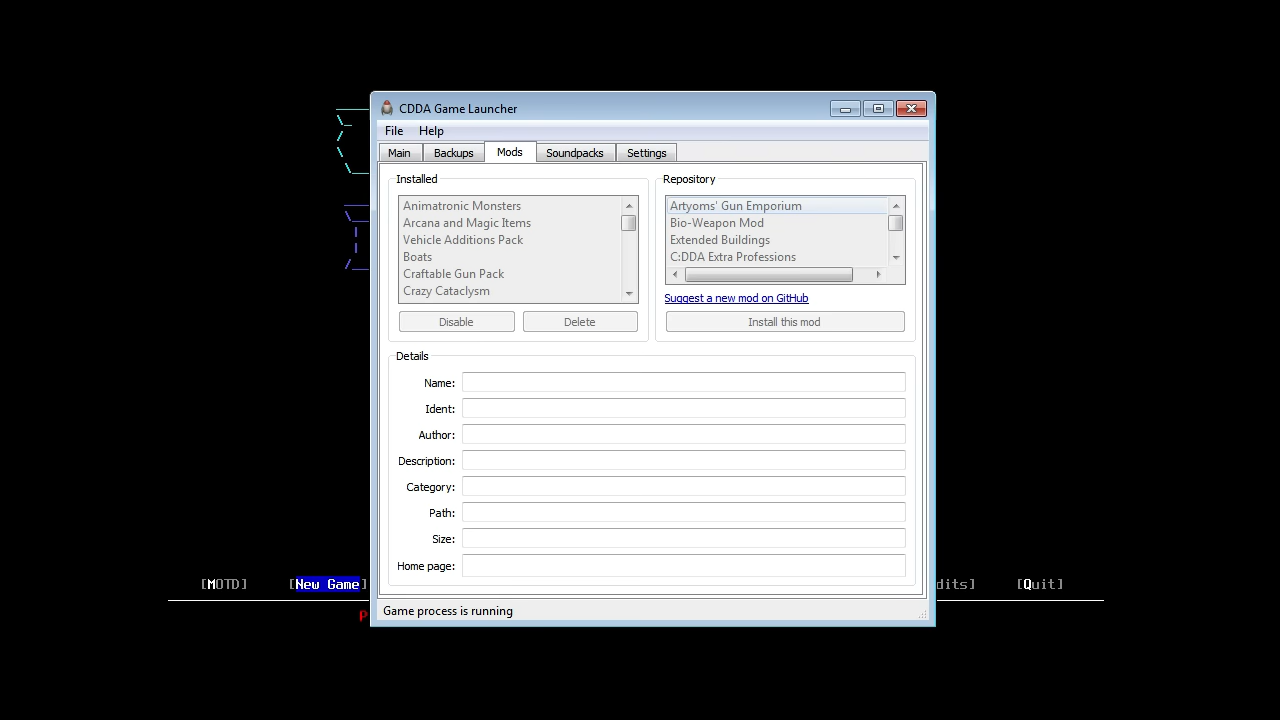 CDDA Game Launcher
File Help
Main Backups Mods Soundpacks Settings
Installed
Animatronic Monsters
Arcana and Magic Items
Vehicle Additions Pack
Boats
Craftable Gun Pack
Crazy Cataclysm
Disable Delete
Repository
Artyoms' Gun Emporium
Bio-Weapon Mod
Extended Buildings
C:DDA Extra Professions
Suggest a new mod on GitHub
Install this mod
Details
Name:
Ident:
Author:
Description:
Category:
Path:
Size:
Home page:
[MOTD] [New Game] dits] [Quit]
Game process is running
P